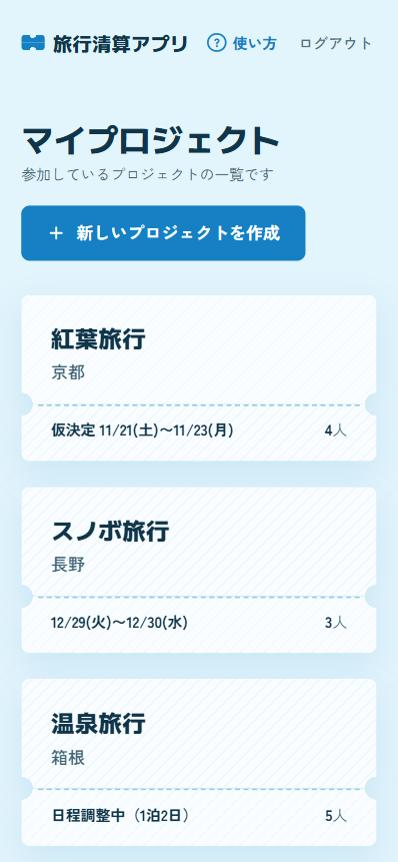 旅行清算アプリ ? 使い方 ログアウト
マイプロジェクト
参加しているプロジェクトの一覧です
+ 新しいプロジェクトを作成
紅葉旅行
京都
仮決定 11/21(土)〜11/23(月) 4人
スノボ旅行
長野
12/29(火)〜12/30(水) 3人
温泉旅行
箱根
日程調整中（1泊2日） 5人